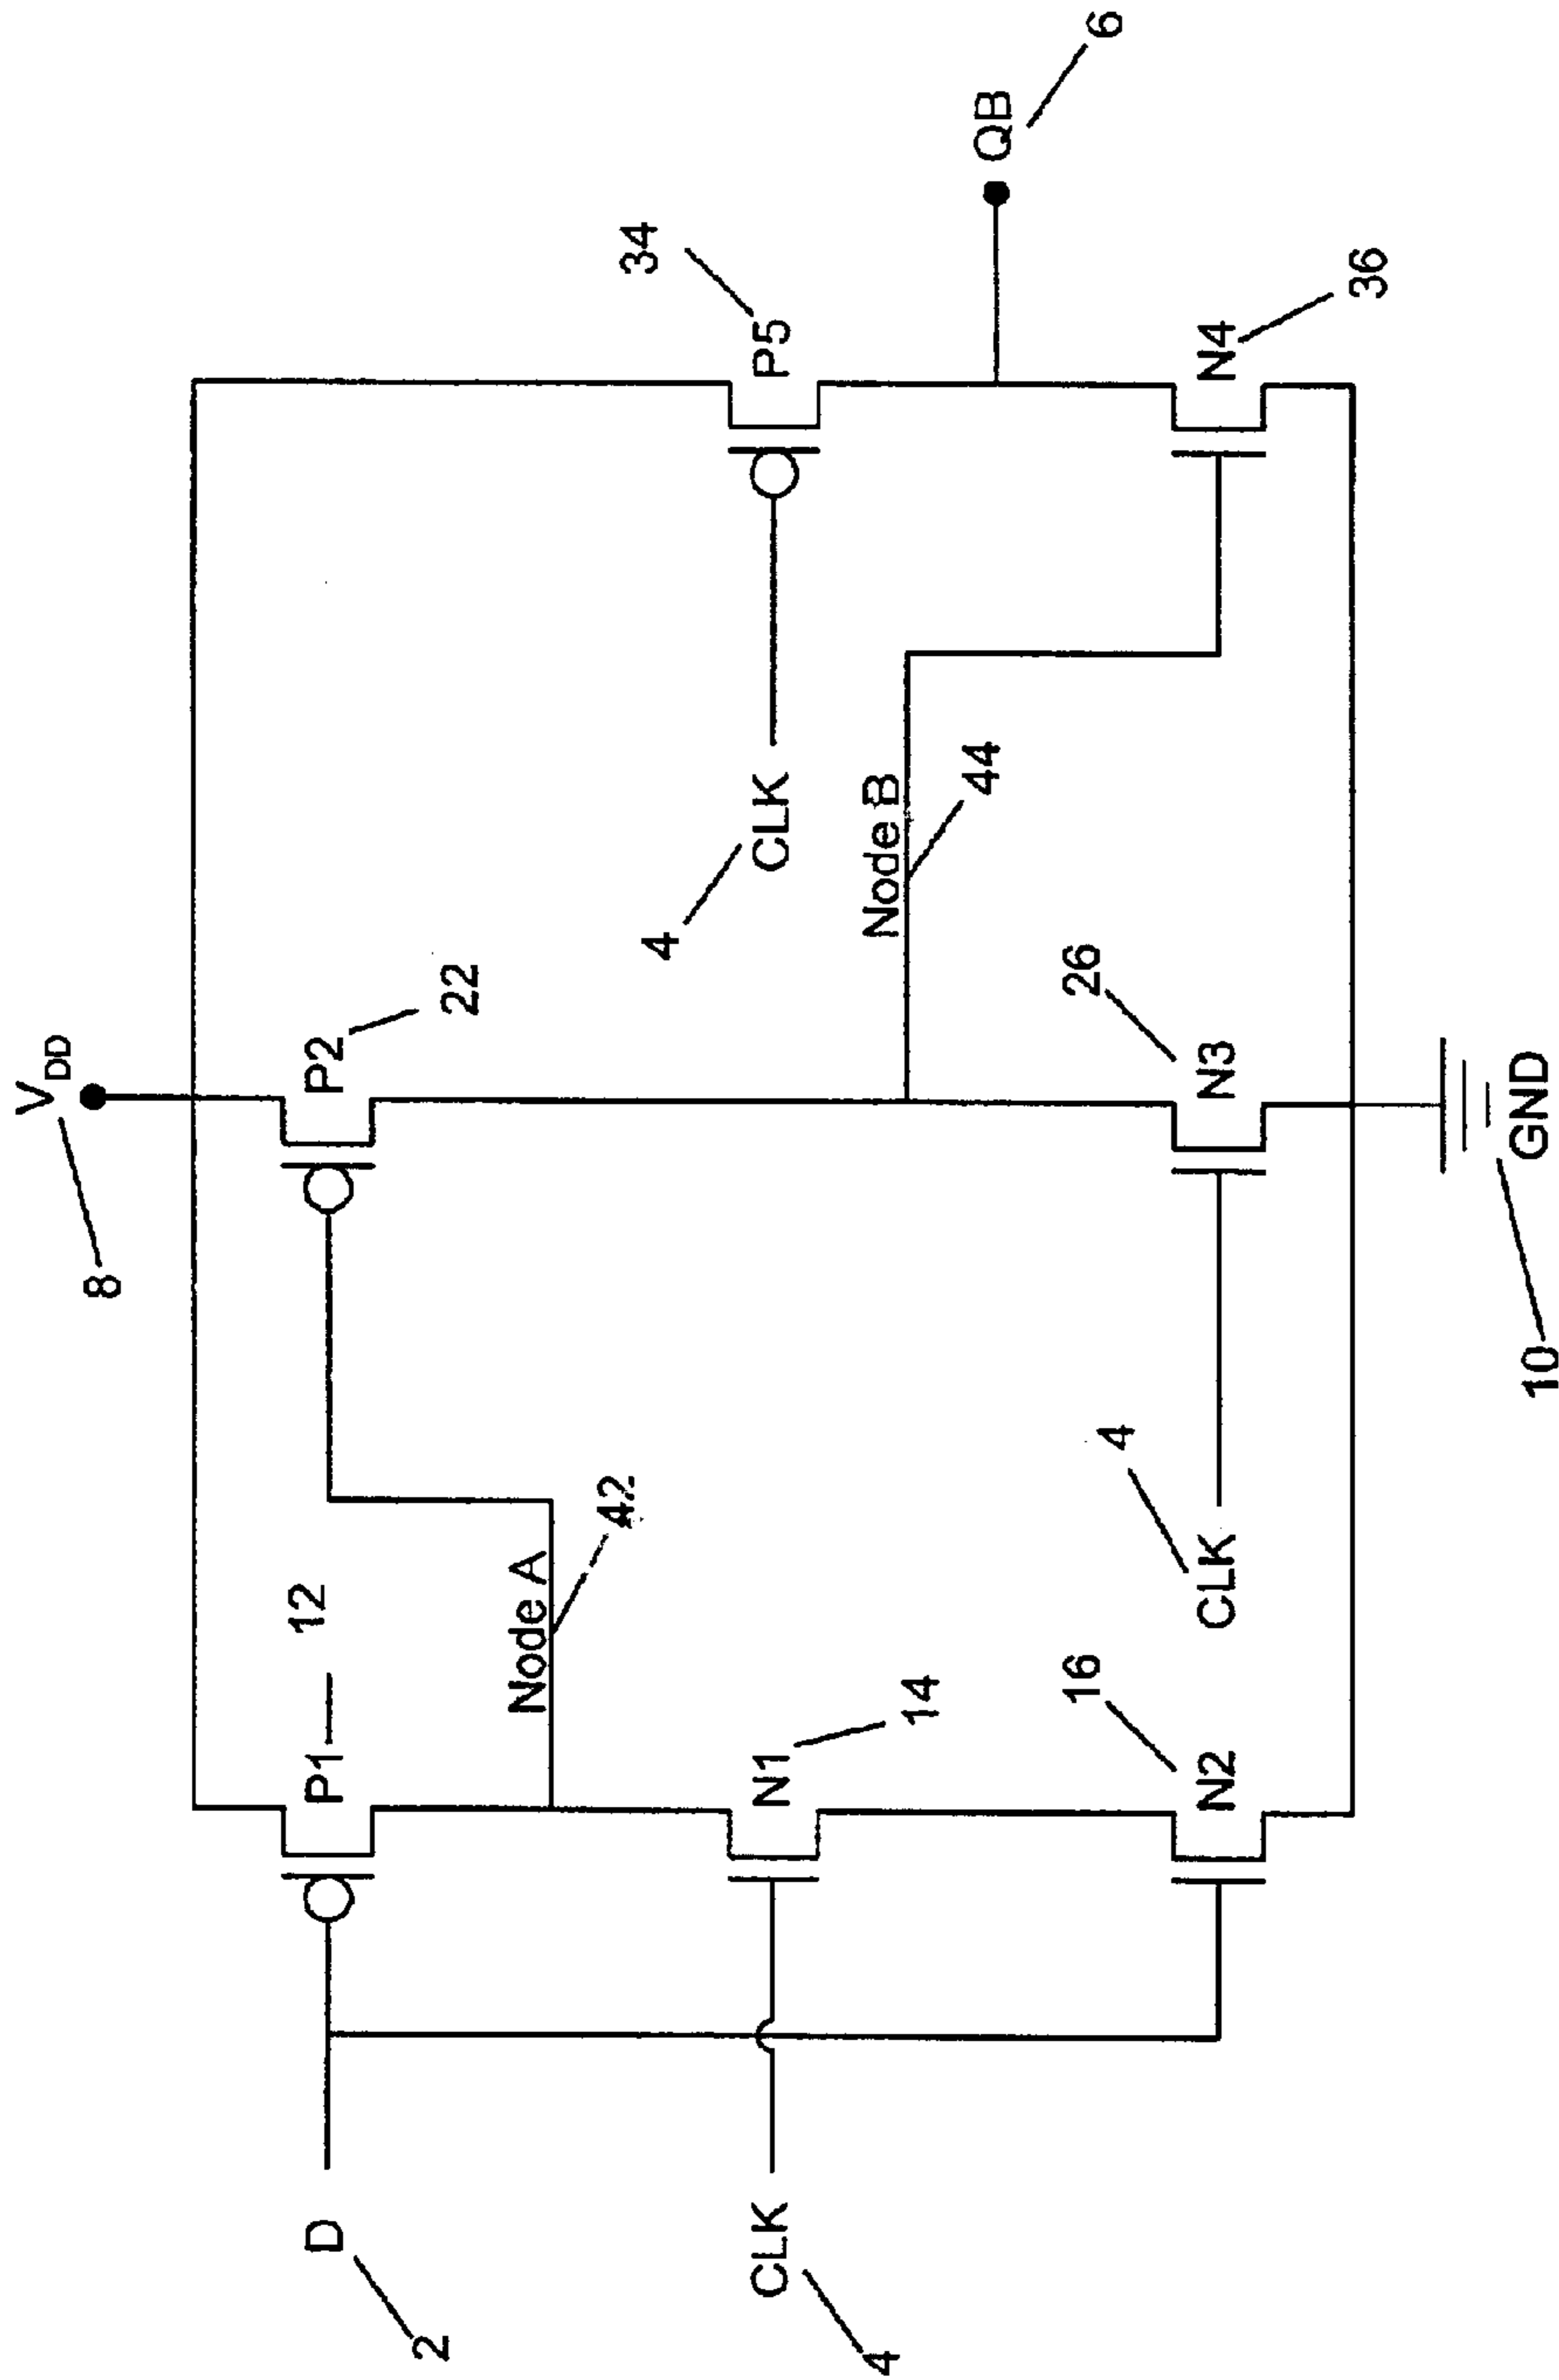 V_DD
8
P1
12
P2
22
D
2
Node A
42
34
P5
CLK
4
4
CLK
N1
14
Node B
44
QB
6
16
N2
4
CLK
26
N3
N4
36
10
GND